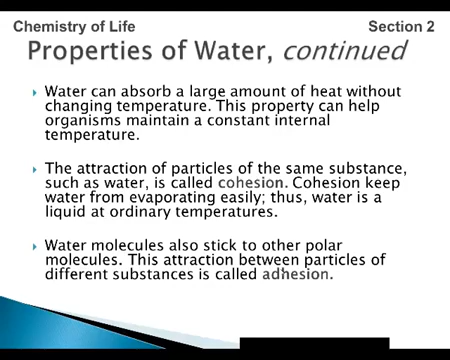 Chemistry of Life Section 2
Properties of Water, continued
Water can absorb a large amount of heat without
changing temperature. This property can help
organisms maintain a constant internal
temperature.
The attraction of particles of the same substance,
such as water, is called cohesion. Cohesion keep
water from evaporating easily; thus, water is a
liquid at ordinary temperatures.
Water molecules also stick to other polar
molecules. This attraction between particles of
different substances is called adhesion.